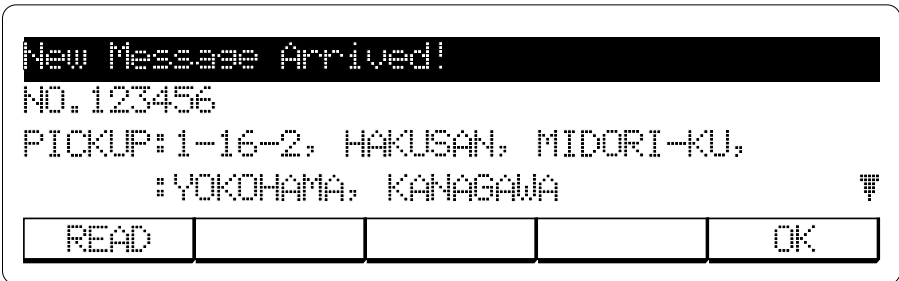 New Message Arrived!
NO.123456
PICKUP:1-16-2, HAKUSAN, MIDORI-KU,
:YOKOHAMA, KANAGAWA
READ OK